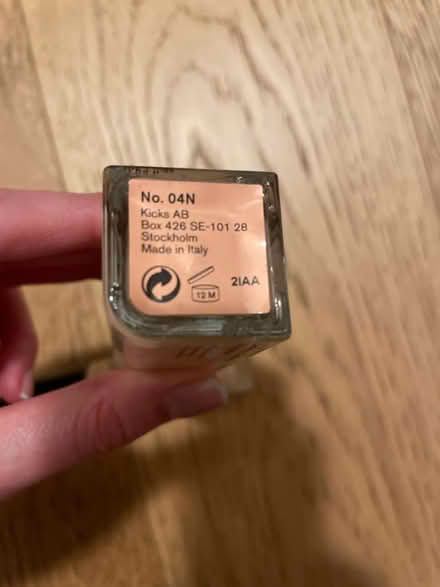 No. 04N
Kicks AB
Box 426 SE-101 28
Stockholm
Made in Italy
12 M
2IAA